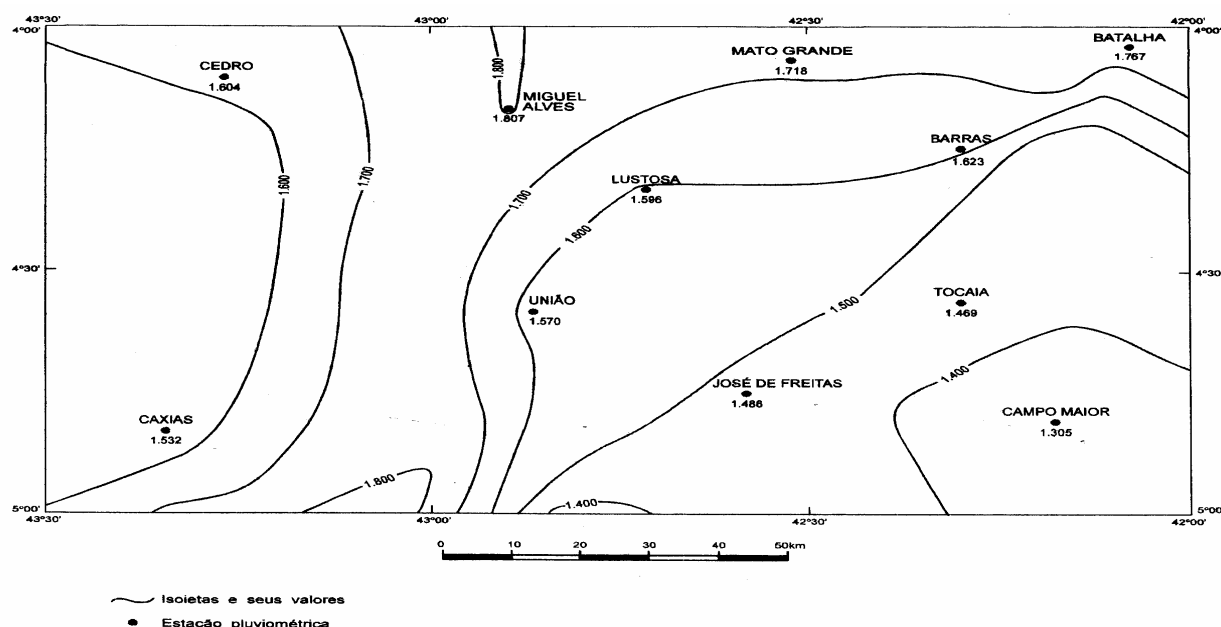 43°30'
43°00'
42°30'
42°00'
4°00'
4°00'
BATALHA
1.767
MATO GRANDE
1.718
CEDRO
1.604
1.800
MIGUEL
ALVES
1.807
BARRAS
1.623
1.600
1.700
LUSTOSA
1.596
1.700
1.600
4°30'
4°30'
UNIÃO
1.570
TOCAIA
1.469
1.500
1.400
JOSÉ DE FREITAS
1.486
CAMPO MAIOR
1.305
CAXIAS
1.532
1.800
1.400
5°00'
5°00'
43°30'
43°00'
42°30'
42°00'
0 10 20 30 40 50km
Isoietas e seus valores
Estação pluviométrica